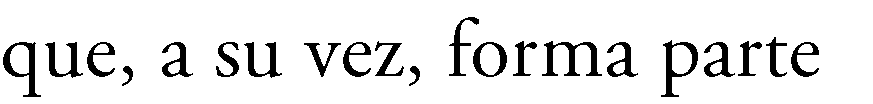 que, a su vez, forma parte